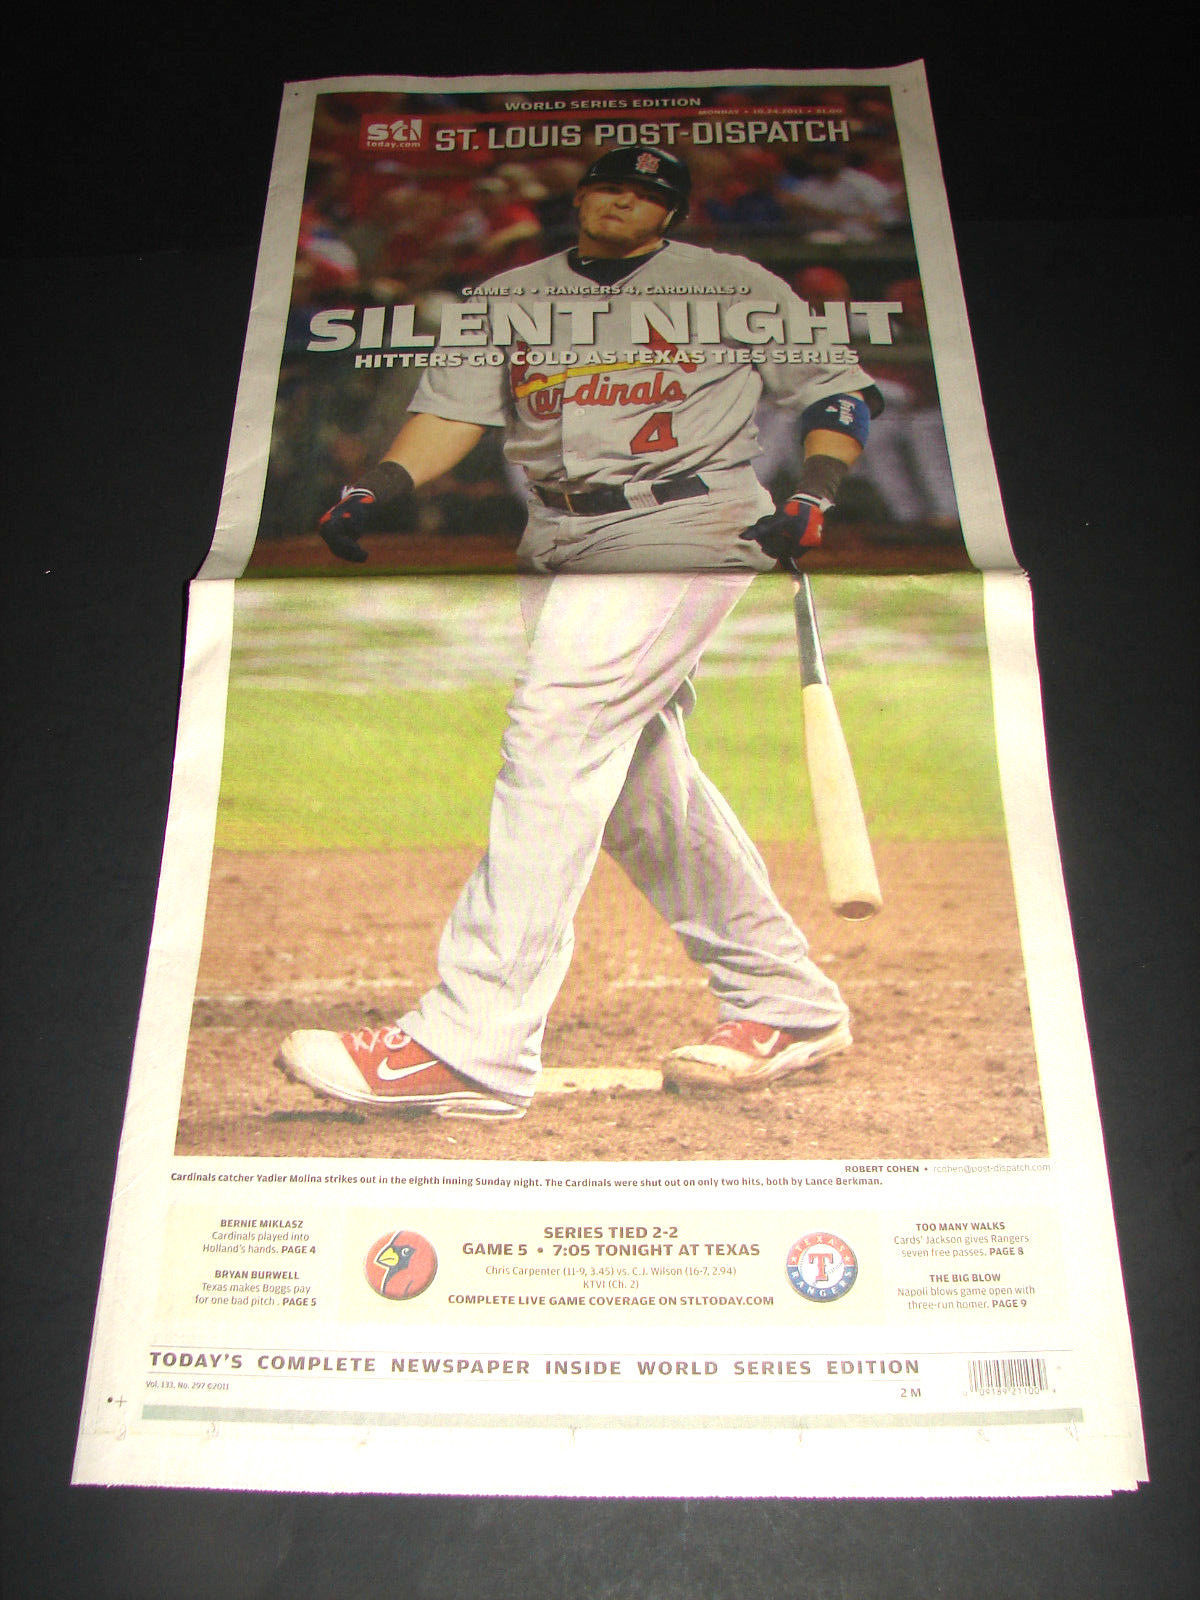 WORLD SERIES EDITION
MONDAY • 10.24.2011 • $1.00
stl
today.com
ST. LOUIS POST-DISPATCH
GAME 4 • RANGERS 4, CARDINALS 0
SILENT NIGHT
HITTERS GO COLD AS TEXAS TIES SERIES
Cardinals
4
ROBERT COHEN • rcohen@post-dispatch.com
Cardinals catcher Yadier Molina strikes out in the eighth inning Sunday night. The Cardinals were shut out on only two hits, both by Lance Berkman.
BERNIE MIKLASZ
Cardinals played into
Holland's hands. PAGE 4
BRYAN BURWELL
Texas makes Boggs pay
for one bad pitch. PAGE 5
SERIES TIED 2-2
GAME 5 • 7:05 TONIGHT AT TEXAS
Chris Carpenter (11-9, 3.45) vs. C.J. Wilson (16-7, 2.94)
KTVI (Ch. 2)
COMPLETE LIVE GAME COVERAGE ON STLTODAY.COM
TEXAS
T
RANGERS
TOO MANY WALKS
Cards' Jackson gives Rangers
seven free passes. PAGE 8
THE BIG BLOW
Napoli blows game open with
three-run homer. PAGE 9
TODAY'S COMPLETE NEWSPAPER INSIDE WORLD SERIES EDITION
Vol. 133, No. 297 ©2011
2 M
0 09189 21100